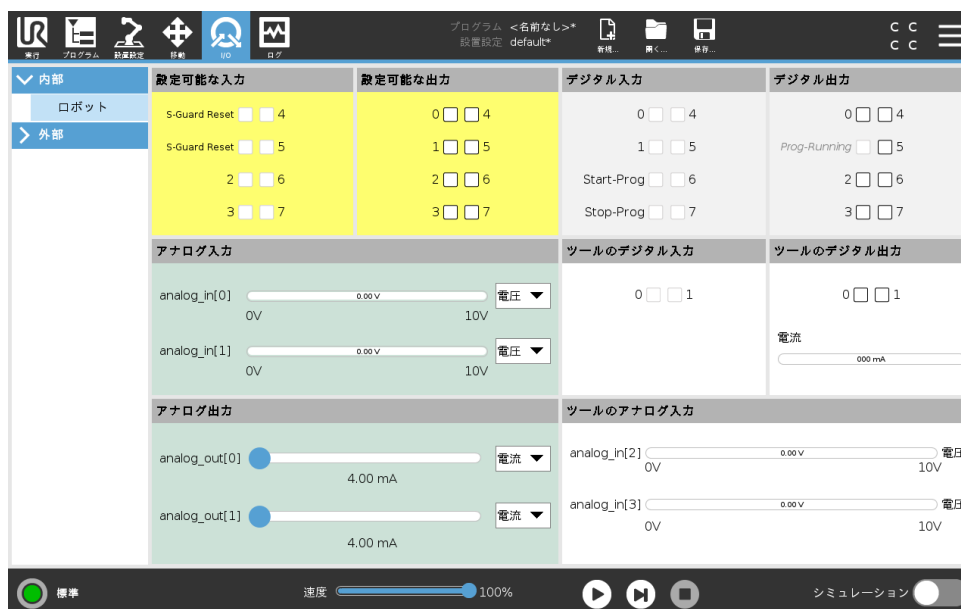 プログラム <名前なし>*
設置設定 default*
実行 プログラム 設置設定 移動 I/O ログ 新規... 開く... 保存...
C C
C C
内部
ロボット
外部
設定可能な入力
S-Guard Reset 4
S-Guard Reset 5
2 6
3 7
設定可能な出力
0 4
1 5
2 6
3 7
デジタル入力
0 4
1 5
Start-Prog 6
Stop-Prog 7
デジタル出力
0 4
Prog-Running 5
2 6
3 7
アナログ入力
analog_in[0] 0.00 V 電圧
0V 10V
analog_in[1] 0.00 V 電圧
0V 10V
ツールのデジタル入力
0 1
ツールのデジタル出力
0 1
電流
000 mA
アナログ出力
analog_out[0] 電流
4.00 mA
analog_out[1] 電流
4.00 mA
ツールのアナログ入力
analog_in[2] 0.00 V 電圧
0V 10V
analog_in[3] 0.00 V 電圧
0V 10V
標準 速度 100% シミュレーション